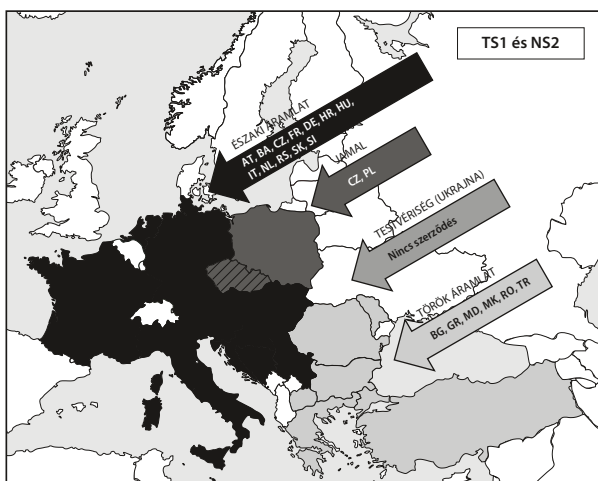 TS1 és NS2
ÉSZAKI ÁRAMLAT
AT, BA, CZ, FR, DE, HR, HU,
IT, NL, RS, SK, SI
JAMAL
CZ, PL
TESTVÉRISÉG (UKRAJNA)
Nincs szerződés
TÖRÖK ÁRAMLAT
BG, GR, MD, MK, RO, TR